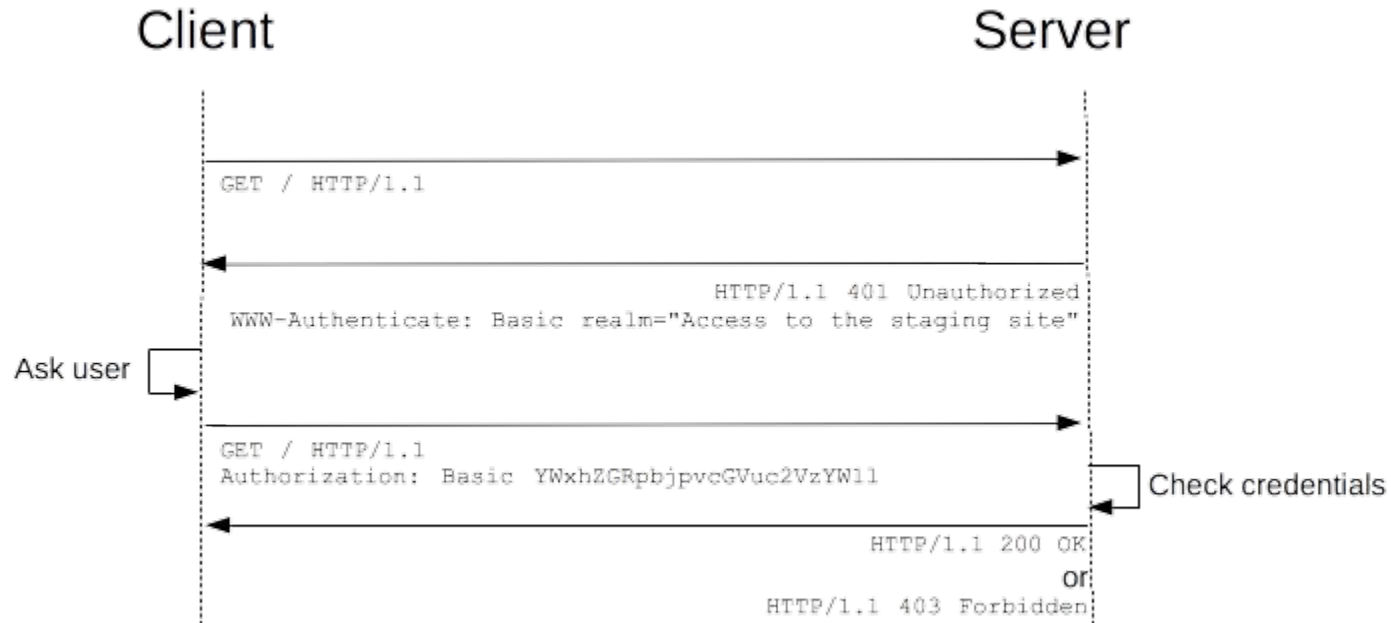 Client
Server
GET / HTTP/1.1
HTTP/1.1 401 Unauthorized
WWW-Authenticate: Basic realm="Access to the staging site"
Ask user
GET / HTTP/1.1
Authorization: Basic YWxhZGRpbjpvcGVuc2VzYW1l
Check credentials
HTTP/1.1 200 OK
or
HTTP/1.1 403 Forbidden